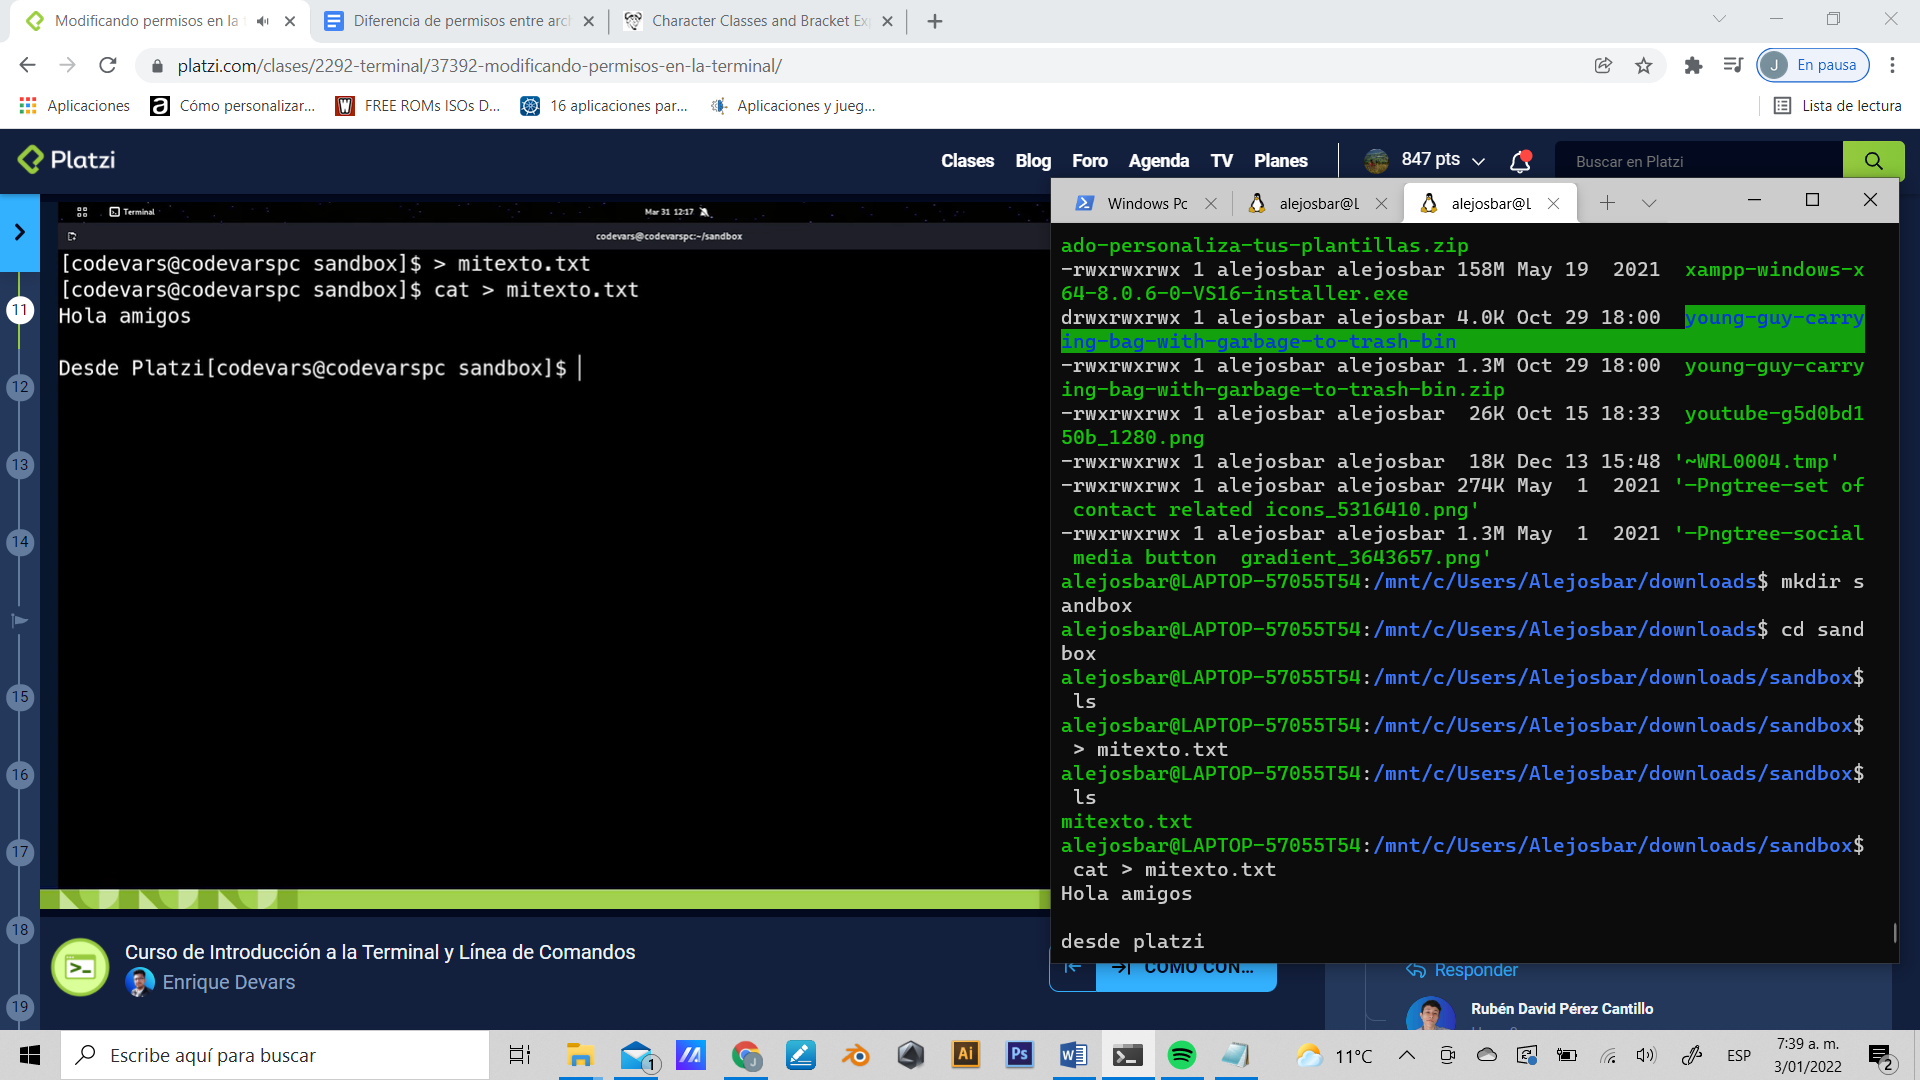 Modificando permisos en la
Diferencia de permisos entre arc
Character Classes and Bracket Ex
platzi.com/clases/2292-terminal/37392-modificando-permisos-en-la-terminal/
J En pausa
Aplicaciones
a Cómo personalizar...
W FREE ROMs ISOs D...
16 aplicaciones par...
Aplicaciones y jueg...
Lista de lectura
Platzi
Clases Blog Foro Agenda TV Planes
847 pts
Buscar en Platzi
Terminal
Mar 31 12:17
codevars@codevarspc:~/sandbox
[codevars@codevarspc sandbox]$ > mitexto.txt
[codevars@codevarspc sandbox]$ cat > mitexto.txt
Hola amigos
Desde Platzi[codevars@codevarspc sandbox]$
11
12
13
14
15
16
17
18
19
Windows Pc
alejosbar@L
alejosbar@L
ado-personaliza-tus-plantillas.zip
-rwxrwxrwx 1 alejosbar alejosbar 158M May 19  2021  xampp-windows-x
64-8.0.6-0-VS16-installer.exe
drwxrwxrwx 1 alejosbar alejosbar 4.0K Oct 29 18:00  young-guy-carry
ing-bag-with-garbage-to-trash-bin
-rwxrwxrwx 1 alejosbar alejosbar 1.3M Oct 29 18:00  young-guy-carry
ing-bag-with-garbage-to-trash-bin.zip
-rwxrwxrwx 1 alejosbar alejosbar  26K Oct 15 18:33  youtube-g5d0bd1
50b_1280.png
-rwxrwxrwx 1 alejosbar alejosbar  18K Dec 13 15:48 '~WRL0004.tmp'
-rwxrwxrwx 1 alejosbar alejosbar 274K May  1  2021 '-Pngtree-set of
 contact related icons_5316410.png'
-rwxrwxrwx 1 alejosbar alejosbar 1.3M May  1  2021 '-Pngtree-social
 media button  gradient_3643657.png'
alejosbar@LAPTOP-57055T54:/mnt/c/Users/Alejosbar/downloads$ mkdir s
andbox
alejosbar@LAPTOP-57055T54:/mnt/c/Users/Alejosbar/downloads$ cd sand
box
alejosbar@LAPTOP-57055T54:/mnt/c/Users/Alejosbar/downloads/sandbox$
 ls
alejosbar@LAPTOP-57055T54:/mnt/c/Users/Alejosbar/downloads/sandbox$
 > mitexto.txt
alejosbar@LAPTOP-57055T54:/mnt/c/Users/Alejosbar/downloads/sandbox$
 ls
mitexto.txt
alejosbar@LAPTOP-57055T54:/mnt/c/Users/Alejosbar/downloads/sandbox$
 cat > mitexto.txt
Hola amigos
desde platzi
Curso de Introducción a la Terminal y Línea de Comandos
Enrique Devars
COMO CON...
Responder
Rubén David Pérez Cantillo
Escribe aquí para buscar
1
J
Ai
Ps
W
11°C
ESP
7:39 a. m.
3/01/2022
2